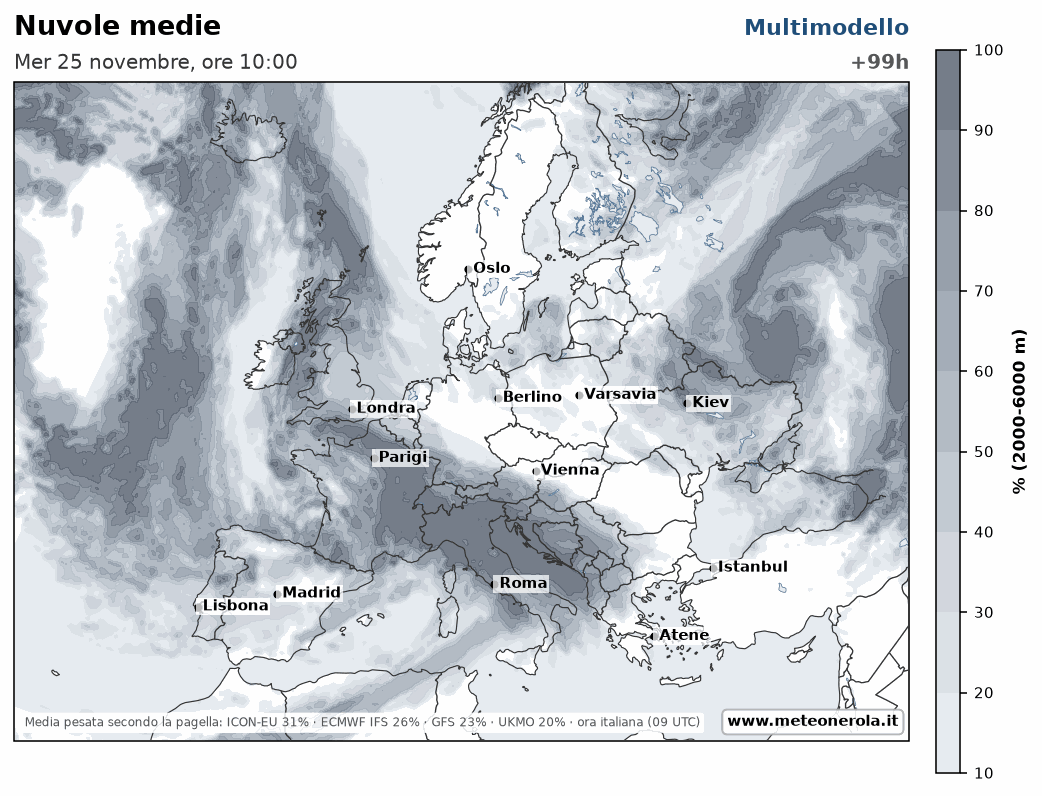 Nuvole medie
Multimodello
Mer 25 novembre, ore 10:00
+99h
100
90
80
70
60
50
40
30
20
10
% (2000-6000 m)
Oslo
Londra
Berlino
Varsavia
Kiev
Parigi
Vienna
Istanbul
Roma
Madrid
Lisbona
Atene
Media pesata secondo la pagella: ICON-EU 31% · ECMWF IFS 26% · GFS 23% · UKMO 20% · ora italiana (09 UTC)
www.meteonerola.it